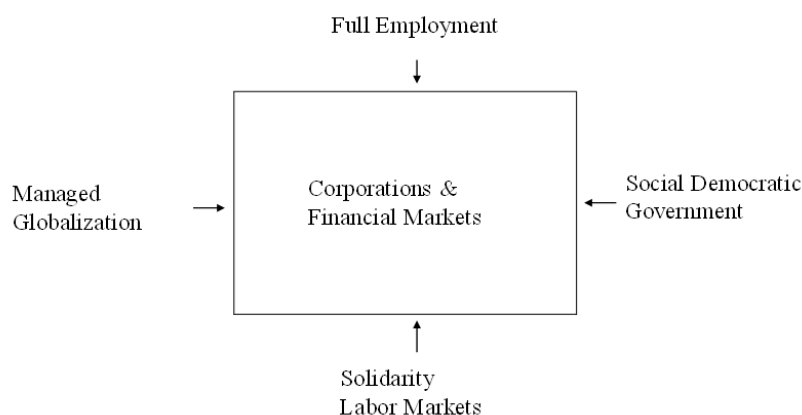 Full Employment
Managed
Globalization
Corporations &
Financial Markets
Social Democratic
Government
Solidarity
Labor Markets